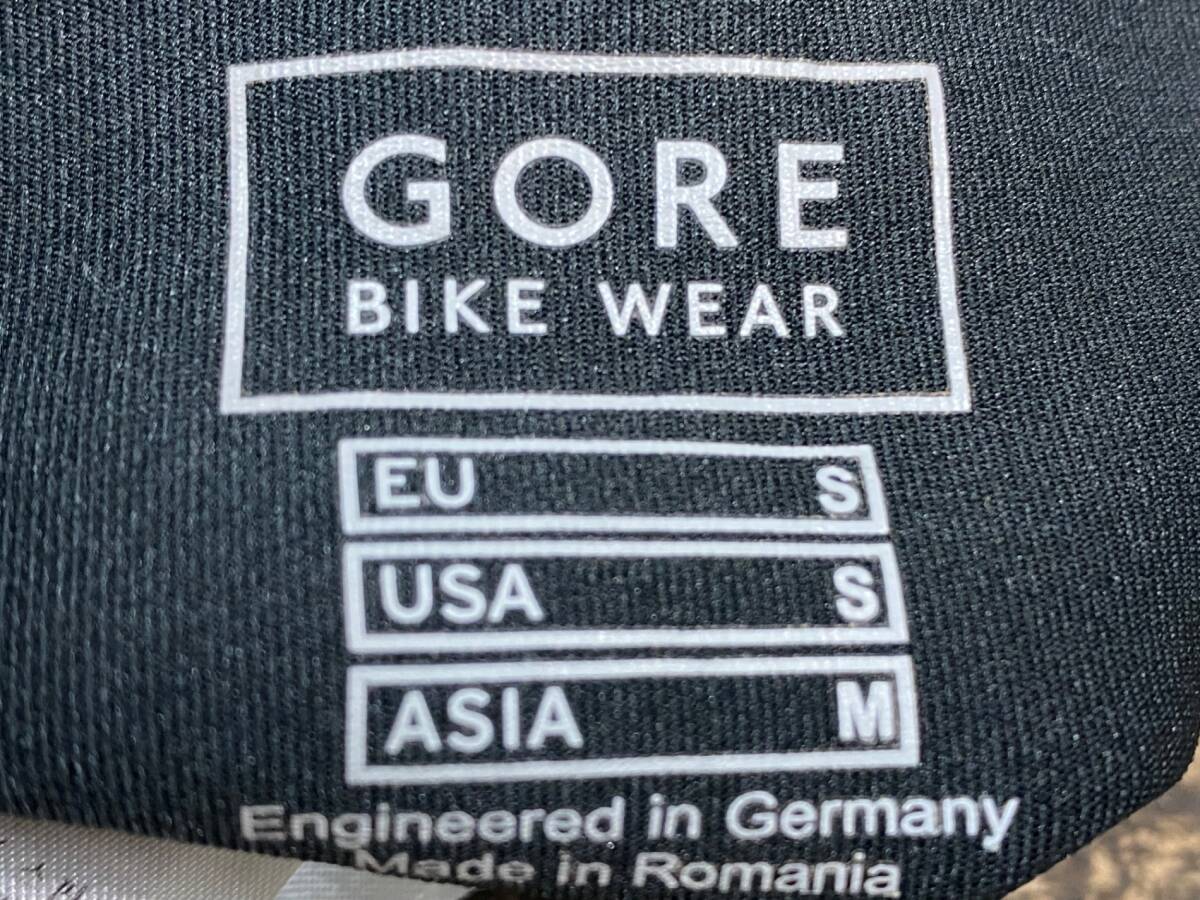 GORE
BIKE WEAR
EU S
USA S
ASIA M
Engineered in Germany
Made in Romania